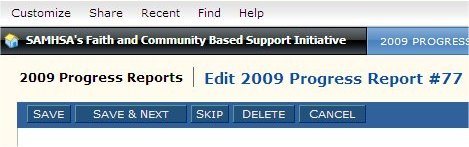 Customize Share Recent Find Help
SAMHSA's Faith and Community Based Support Initiative 2009 PROGRESS
2009 Progress Reports Edit 2009 Progress Report #77
SAVE SAVE & NEXT SKIP DELETE CANCEL